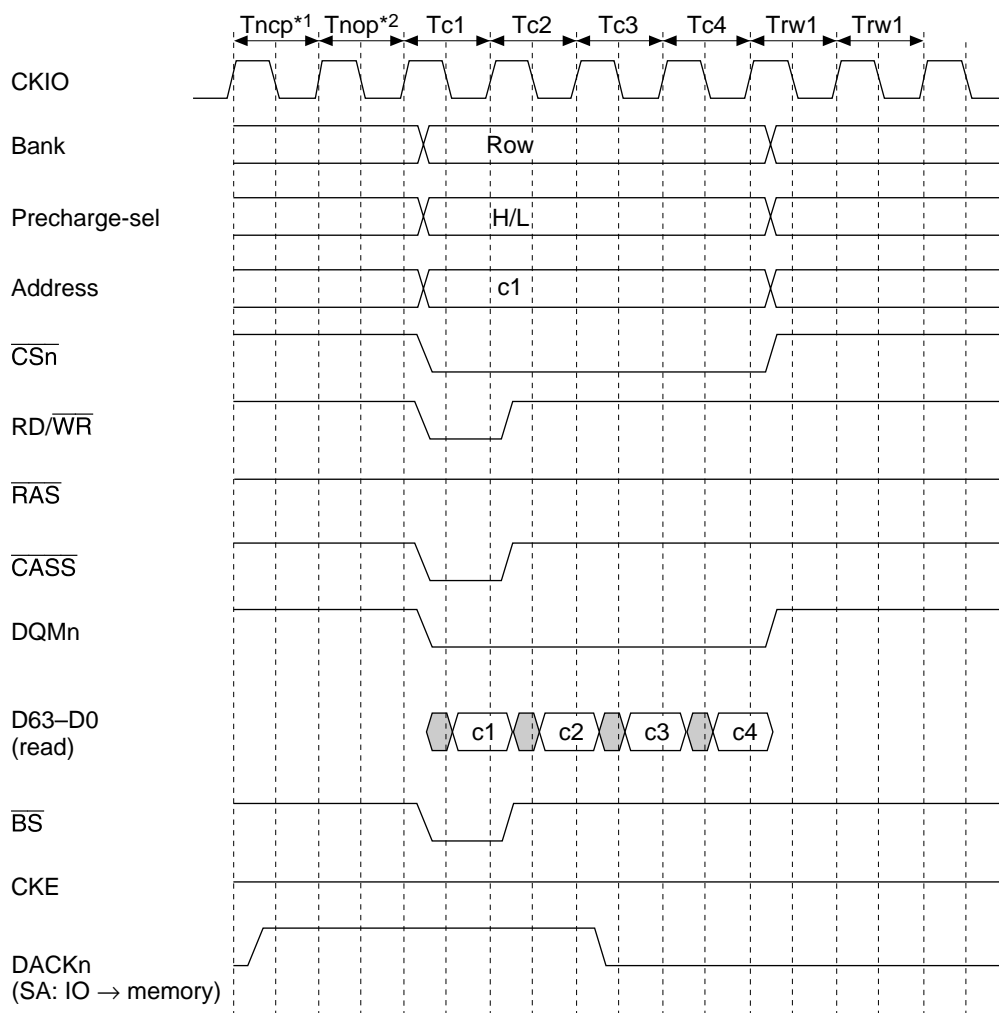 Tncp*1 Tnop*2 Tc1 Tc2 Tc3 Tc4 Trw1 Trw1
CKIO
Bank
Row
Precharge-sel
H/L
Address
c1
CSn
RD/WR
RAS
CASS
DQMn
D63–D0
(read)
c1 c2 c3 c4
BS
CKE
DACKn
(SA: IO → memory)